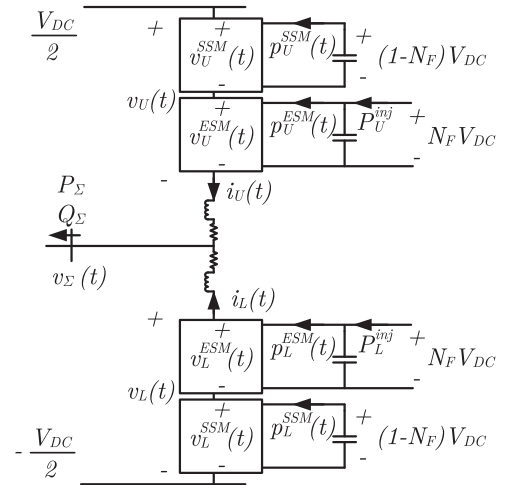 V_DC/2
+
+
v_U^SSM(t)
-
p_U^SSM(t)
+
-
(1-N_F)V_DC
v_U(t)
+
v_U^ESM(t)
-
p_U^ESM(t)
P_U^inj
+
N_F V_DC
-
-
i_U(t)
P_Σ
Q_Σ
v_Σ(t)
i_L(t)
+
+
v_L^ESM(t)
-
p_L^ESM(t)
P_L^inj
+
N_F V_DC
-
v_L(t)
+
v_L^SSM(t)
-
p_L^SSM(t)
+
-
(1-N_F)V_DC
- V_DC/2
-